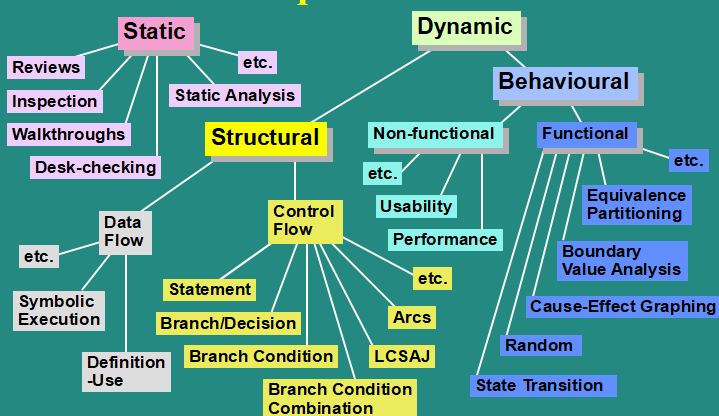 Static
Reviews
Inspection
Walkthroughs
Desk-checking
Static Analysis
etc.
Dynamic
Structural
Data
Flow
etc.
Symbolic
Execution
Definition
-Use
Control
Flow
Statement
Branch/Decision
Branch Condition
Branch Condition
Combination
LCSAJ
Arcs
etc.
Behavioural
Non-functional
etc.
Usability
Performance
Functional
etc.
Equivalence
Partitioning
Boundary
Value Analysis
Cause-Effect Graphing
Random
State Transition